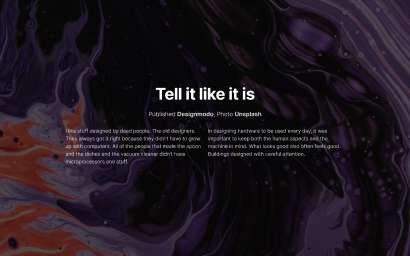 Tell it like it is
Published Designmodo, Photo Unsplash
I like stuff designed by dead people. The old designers.
They always got it right because they didn't have to grow
up with computers. All of the people that made the spoon
and the dishes and the vacuum cleaner didn't have
microprocessors and stuff.
In designing hardware to be used every day, it was
important to keep both the human aspects and the
machine in mind. What looks good also often feels good.
Buildings designed with careful attention.